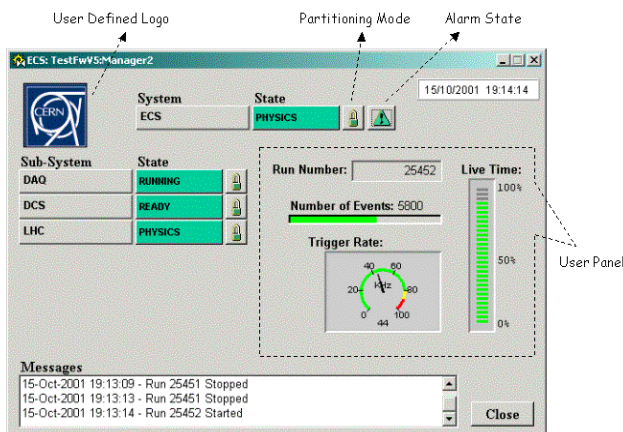 User Defined Logo
Partitioning Mode
Alarm State
ECS: TestFwV5:Manager2
15/10/2001 19:14:14
CERN
System
State
ECS
PHYSICS
Sub-System
State
DAQ
RUNNING
DCS
READY
LHC
PHYSICS
Run Number:
25452
Live Time:
100%
Number of Events: 5800
Trigger Rate:
40
60
KHz
20
80
0
100
44
50%
0%
User Panel
Messages
15-Oct-2001 19:13:09 - Run 25451 Stopped
15-Oct-2001 19:13:13 - Run 25451 Stopped
15-Oct-2001 19:13:14 - Run 25452 Started
Close